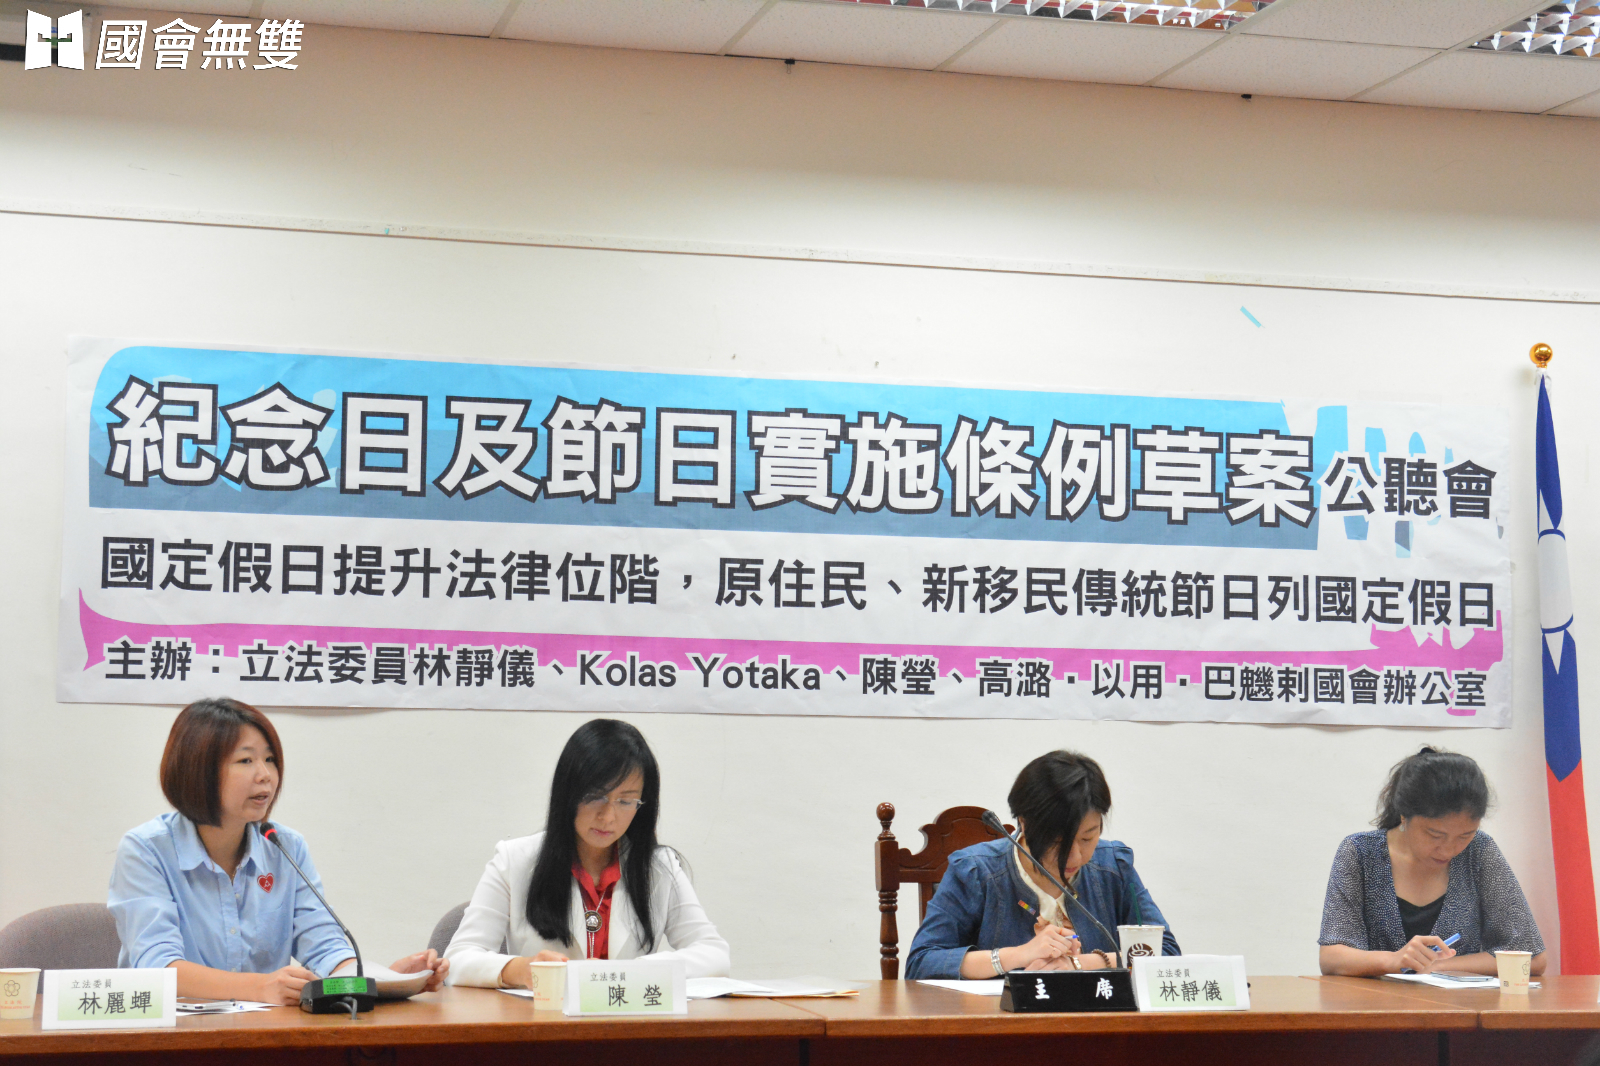 國會無雙
紀念日及節日實施條例草案公聽會
國定假日提升法律位階，原住民、新移民傳統節日列國定假日
主辦：立法委員林靜儀、Kolas Yotaka、陳瑩、高潞·以用·巴魕剌國會辦公室
立法委員
林麗蟬
立法委員
陳瑩
主席
立法委員
林靜儀